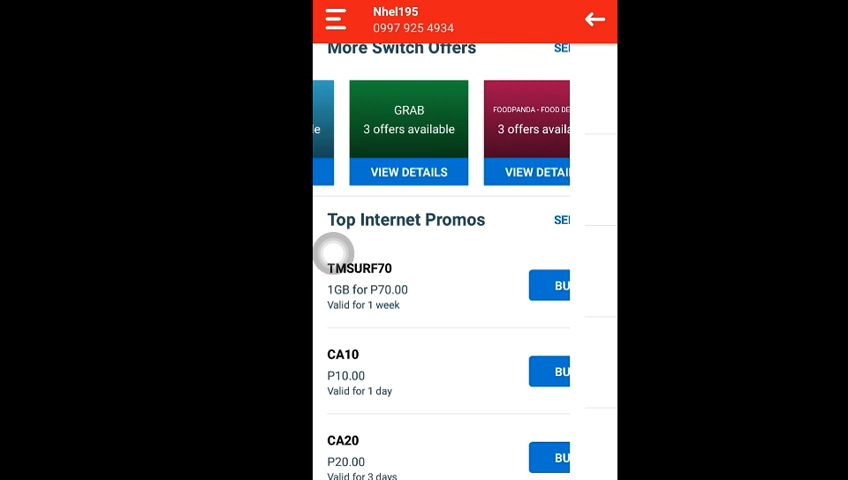 Nhel195
0997 925 4934
More Switch Offers
GRAB
3 offers available
VIEW DETAILS
FOODPANDA - FOOD DE
3 offers availa
VIEW DETAI
Top Internet Promos
TMSURF70
1GB for P70.00
Valid for 1 week
BU
CA10
P10.00
Valid for 1 day
BU
CA20
P20.00
Valid for 3 days
BU